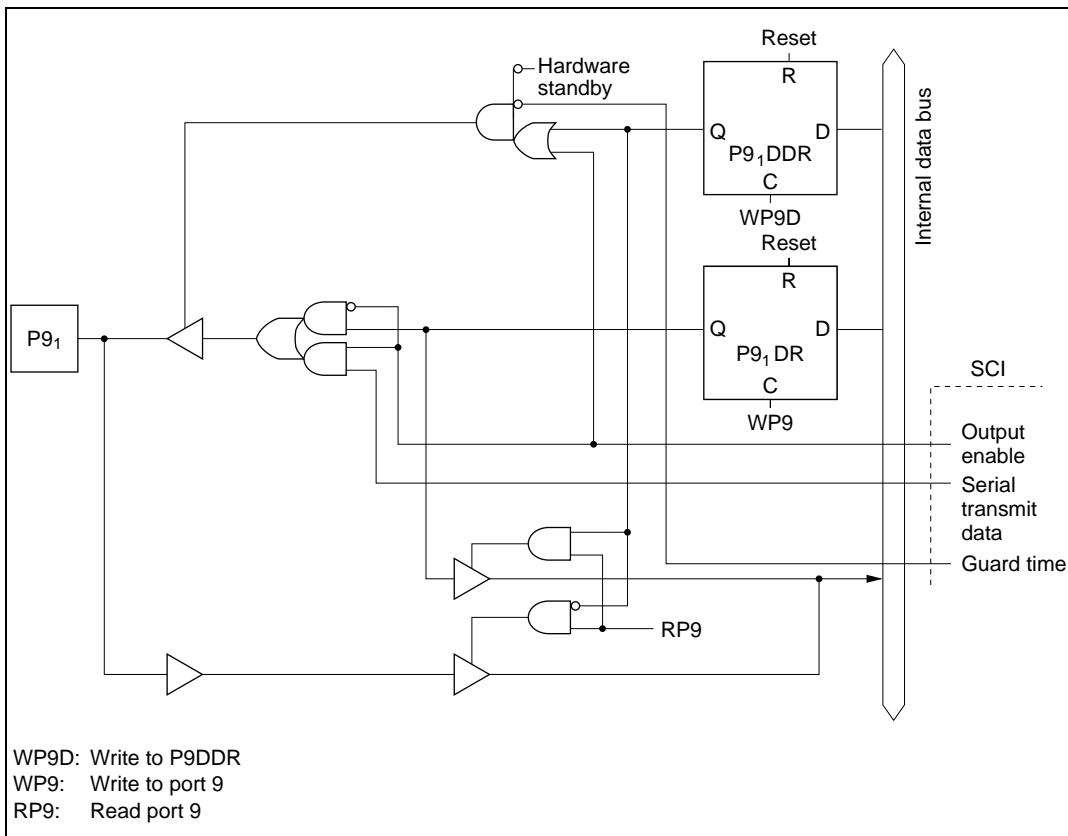 Reset
Hardware
standby
R
Q
D
P9₁DDR
C
WP9D
Internal data bus
Reset
R
P9₁
Q
D
P9₁DR
C
WP9
SCI
Output
enable
Serial
transmit
data
Guard time
RP9
WP9D: Write to P9DDR
WP9: Write to port 9
RP9: Read port 9